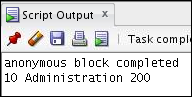 Script Output x
Task comple
anonymous block completed
10 Administration 200